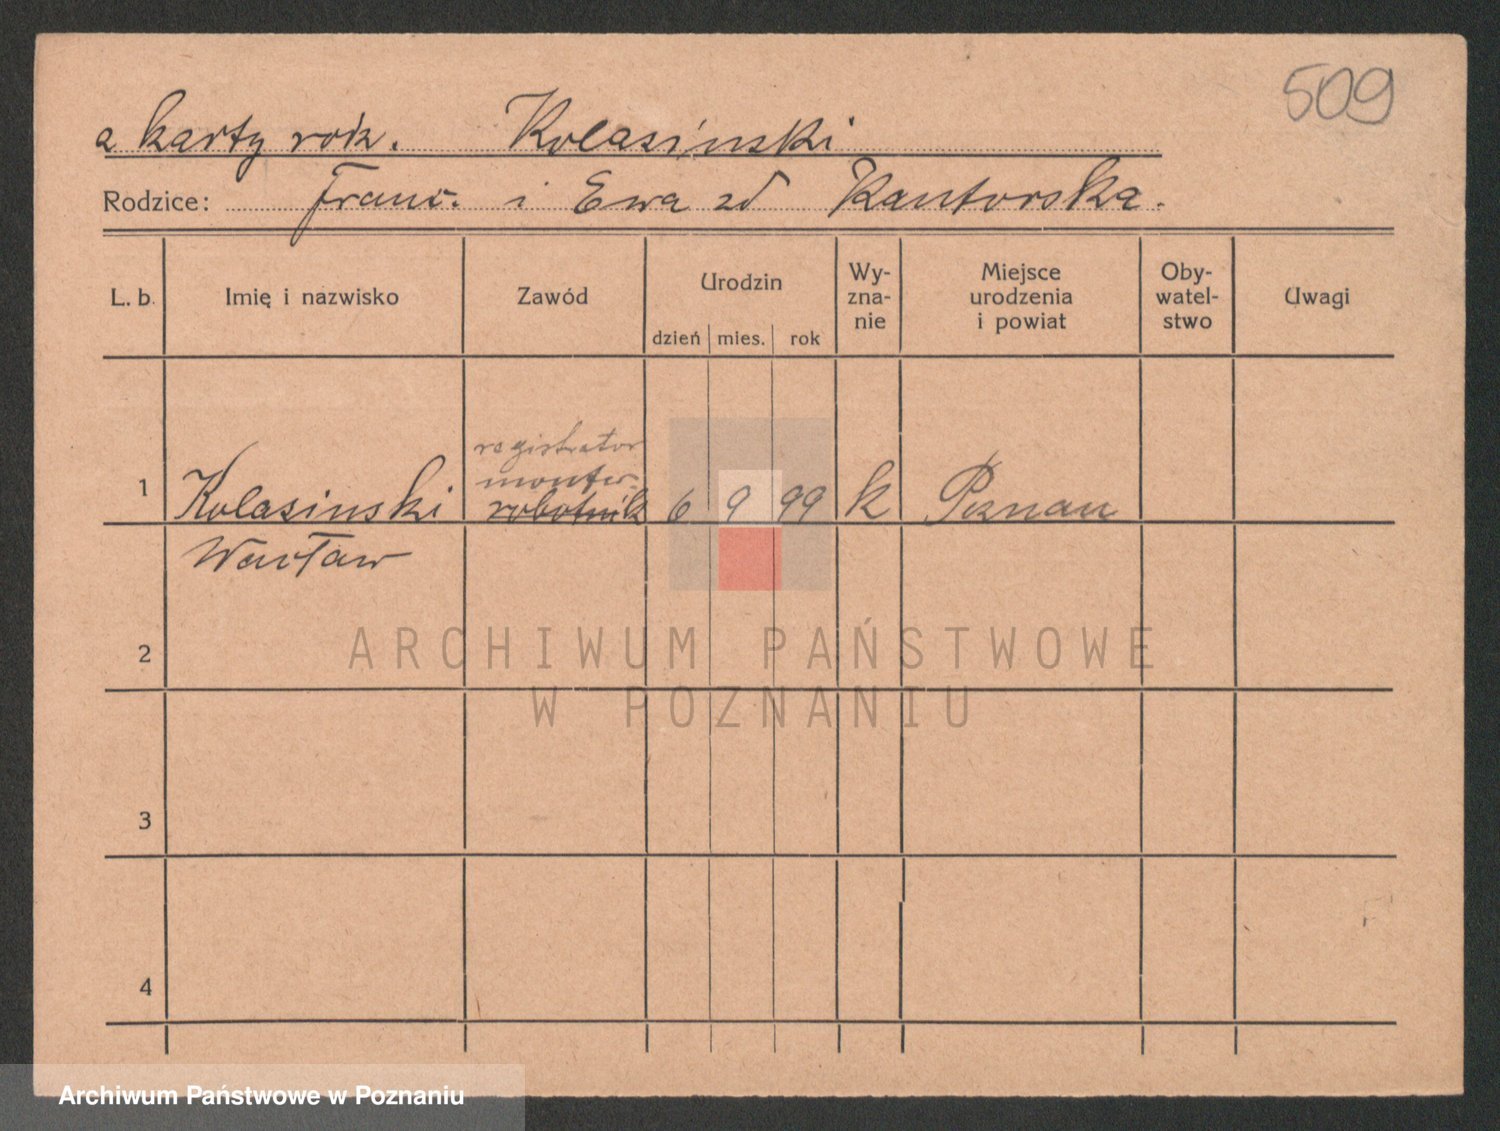 509
a karty rodz. Kolasinski
Rodzice: Franc. i Ewa zd Kantorska.
L. b. Imię i nazwisko Zawód Urodzin dzień mies. rok Wy-zna-nie Miejsce urodzenia i powiat Oby-watel-stwo Uwagi
registrator
monter
1 Kolasinski robotnik 6 9 99 k Poznan
Wacław
2
ARCHIWUM PAŃSTWOWE
W POZNANIU
3
4
Archiwum Państwowe w Poznaniu